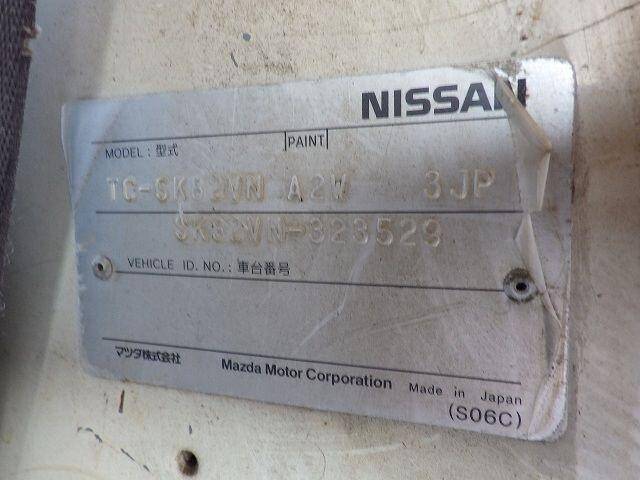 NISSAN
MODEL : 型式 PAINT
TC-SK82VN A2W 3JP
SK82VN-323529
VEHICLE ID. NO.: 車台番号
マツダ株式会社 Mazda Motor Corporation Made in Japan
(S06C)